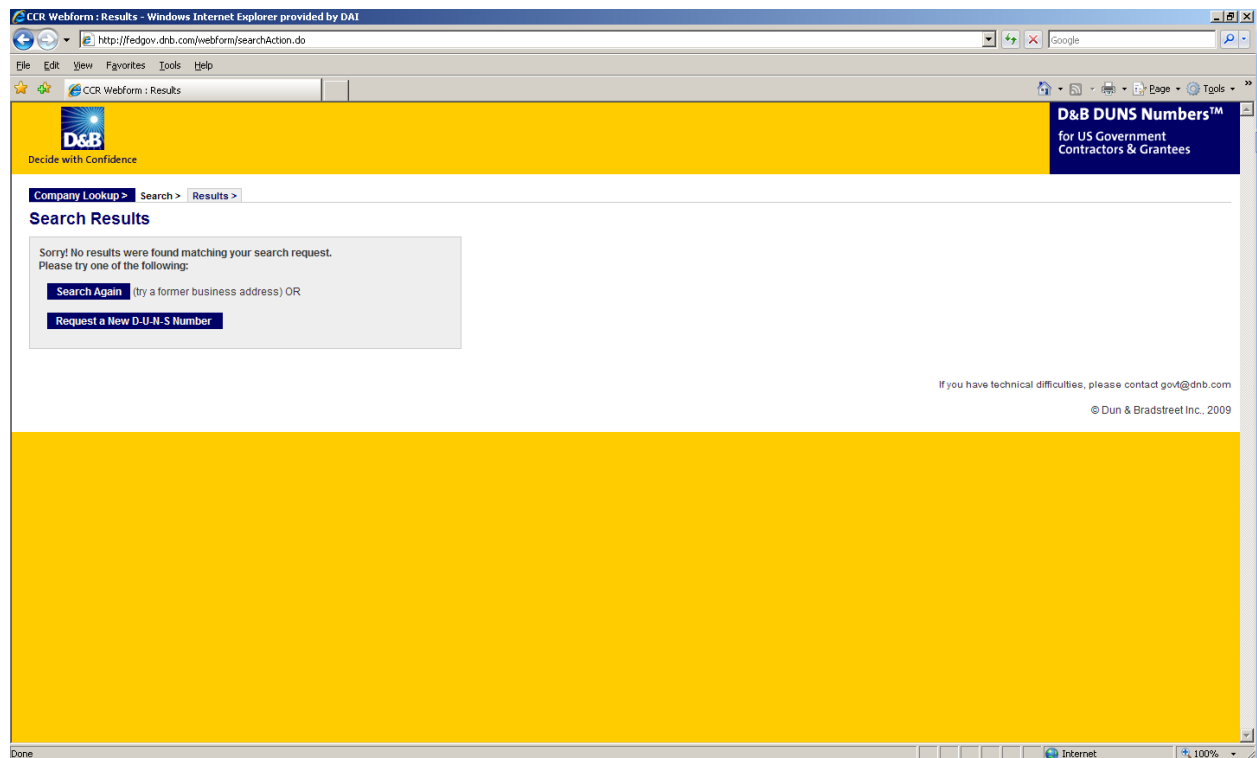 CCR Webform : Results - Windows Internet Explorer provided by DAI
http://fedgov.dnb.com/webform/searchAction.do
Google
File Edit View Favorites Tools Help
CCR Webform : Results
Page Tools »
D&B
Decide with Confidence
D&B DUNS Numbers™
for US Government
Contractors & Grantees
Company Lookup > Search > Results >
Search Results
Sorry! No results were found matching your search request.
Please try one of the following:
Search Again (try a former business address) OR
Request a New D-U-N-S Number
If you have technical difficulties, please contact govt@dnb.com
© Dun & Bradstreet Inc., 2009
Done Internet 100%